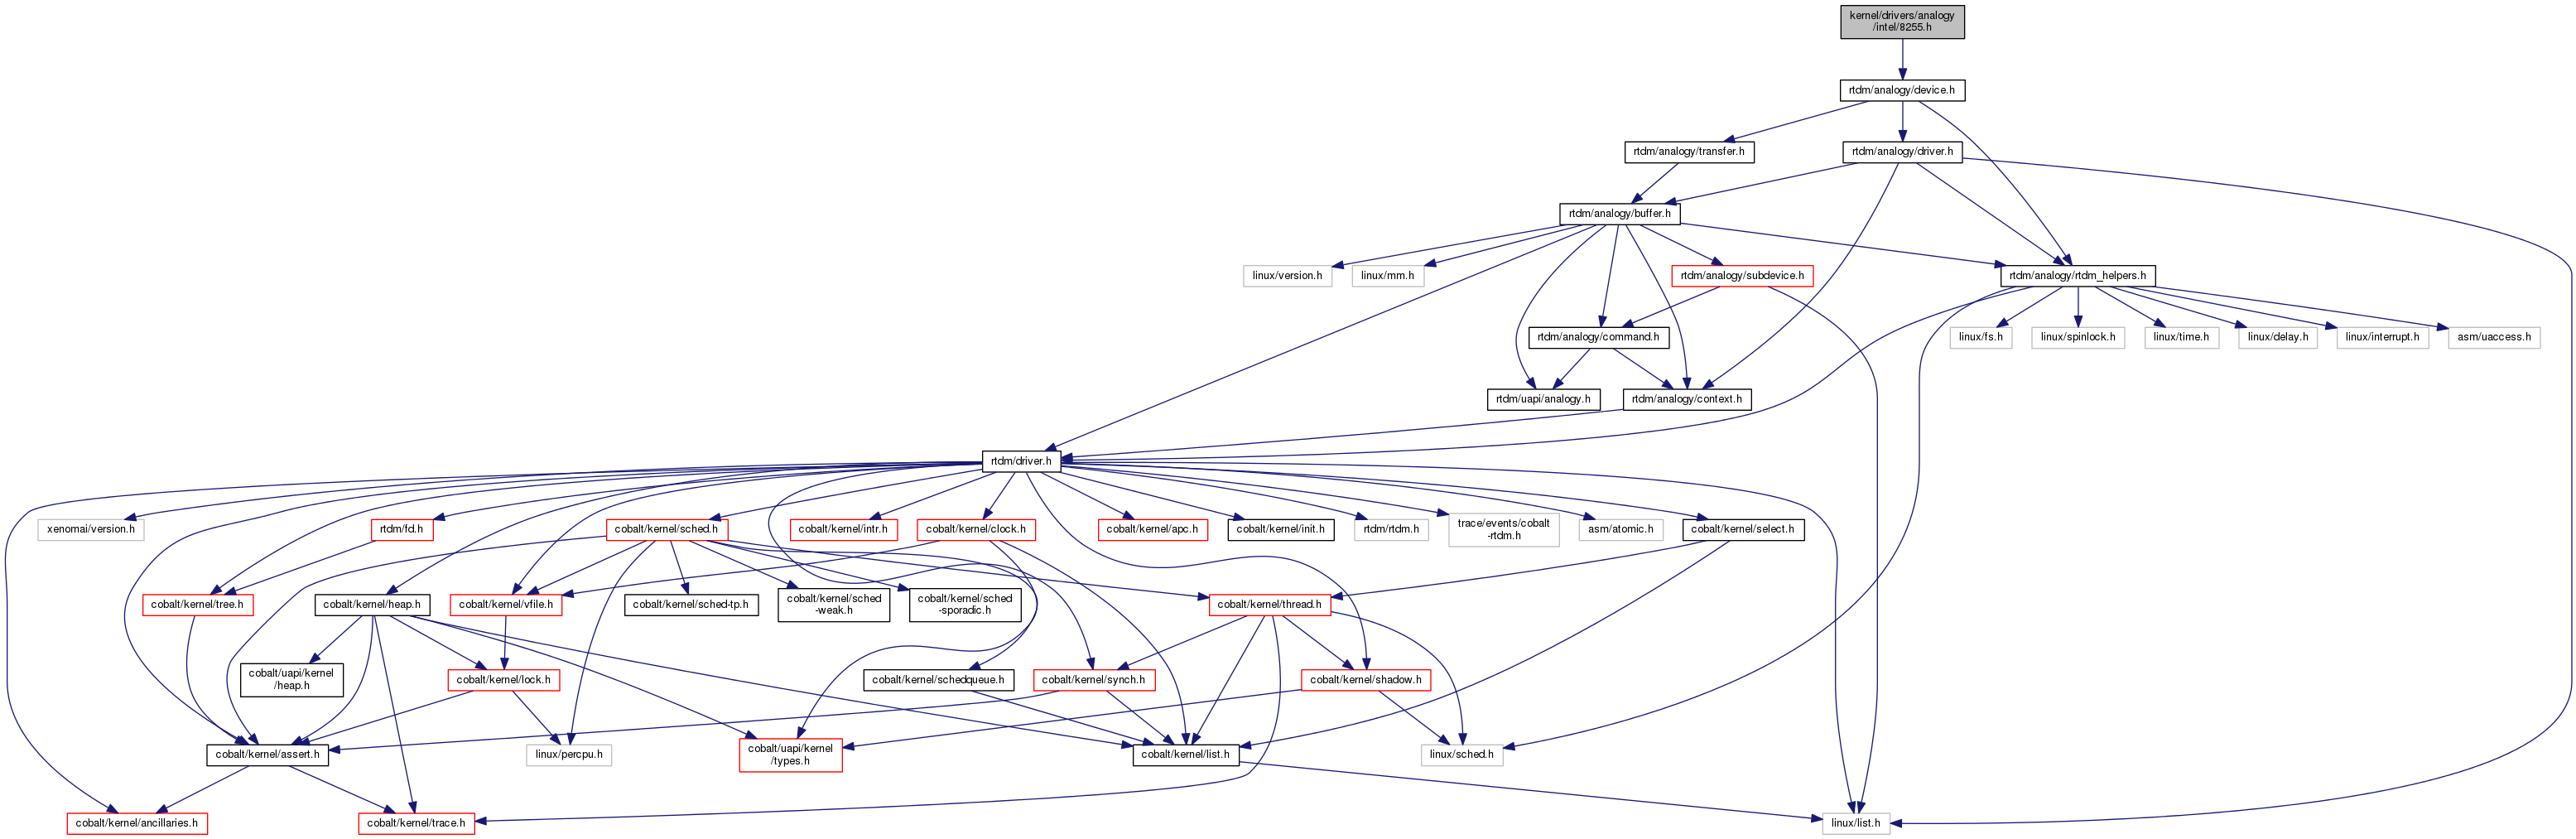 kernel/drivers/analogy
/intel/8255.h
rtdm/analogy/device.h
rtdm/analogy/transfer.h
rtdm/analogy/driver.h
rtdm/analogy/buffer.h
linux/version.h
linux/mm.h
rtdm/analogy/subdevice.h
rtdm/analogy/rtdm_helpers.h
rtdm/analogy/command.h
linux/fs.h
linux/spinlock.h
linux/time.h
linux/delay.h
linux/interrupt.h
asm/uaccess.h
rtdm/uapi/analogy.h
rtdm/analogy/context.h
rtdm/driver.h
xenomai/version.h
rtdm/fd.h
cobalt/kernel/sched.h
cobalt/kernel/intr.h
cobalt/kernel/clock.h
cobalt/kernel/apc.h
cobalt/kernel/init.h
rtdm/rtdm.h
trace/events/cobalt
-rtdm.h
asm/atomic.h
cobalt/kernel/select.h
cobalt/kernel/tree.h
cobalt/kernel/heap.h
cobalt/kernel/vfile.h
cobalt/kernel/sched-tp.h
cobalt/kernel/sched
-weak.h
cobalt/kernel/sched
-sporadic.h
cobalt/kernel/thread.h
cobalt/uapi/kernel
/heap.h
cobalt/kernel/lock.h
cobalt/kernel/schedqueue.h
cobalt/kernel/synch.h
cobalt/kernel/shadow.h
cobalt/kernel/assert.h
linux/percpu.h
cobalt/uapi/kernel
/types.h
cobalt/kernel/list.h
linux/sched.h
cobalt/kernel/ancillaries.h
cobalt/kernel/trace.h
linux/list.h